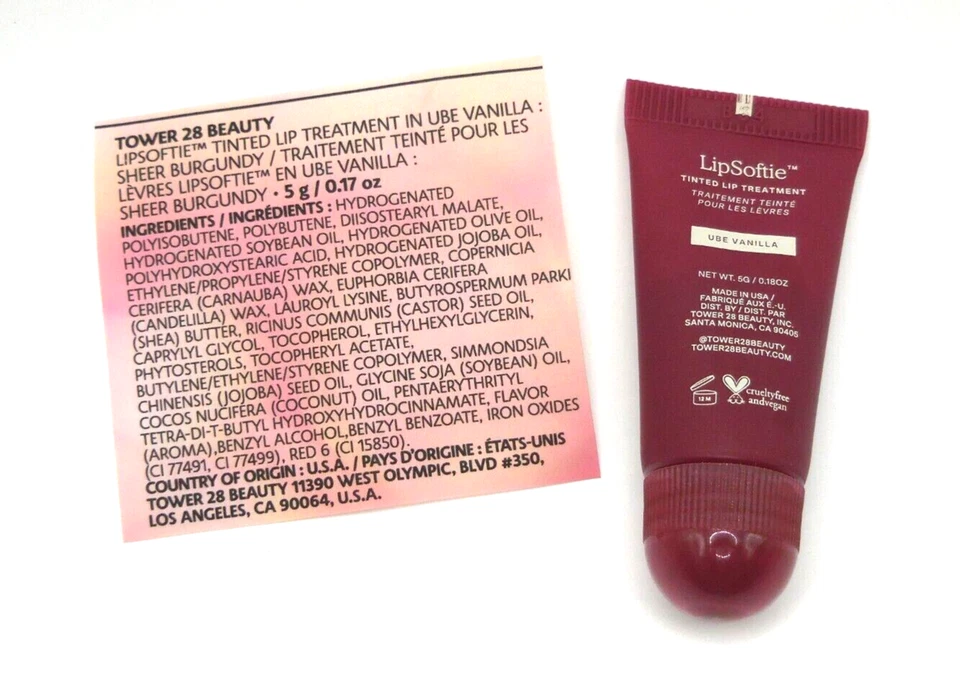 TOWER 28 BEAUTY
LIPSOFTIE™ TINTED LIP TREATMENT IN UBE VANILLA :
SHEER BURGUNDY / TRAITEMENT TEINTÉ POUR LES
LÈVRES LIPSOFTIE™ EN UBE VANILLA :
SHEER BURGUNDY • 5 g / 0.17 oz
INGREDIENTS / INGRÉDIENTS : HYDROGENATED
POLYISOBUTENE, POLYBUTENE, DIISOSTEARYL MALATE,
HYDROGENATED SOYBEAN OIL, HYDROGENATED OLIVE OIL,
POLYHYDROXYSTEARIC ACID, HYDROGENATED JOJOBA OIL,
ETHYLENE/PROPYLENE/STYRENE COPOLYMER, COPERNICIA
CERIFERA (CARNAUBA) WAX, EUPHORBIA CERIFERA
(CANDELILLA) WAX, LAUROYL LYSINE, BUTYROSPERMUM PARKI
(SHEA) BUTTER, RICINUS COMMUNIS (CASTOR) SEED OIL,
CAPRYLYL GLYCOL, TOCOPHEROL, ETHYLHEXYLGLYCERIN,
PHYTOSTEROLS, TOCOPHERYL ACETATE,
BUTYLENE/ETHYLENE/STYRENE COPOLYMER, SIMMONDSIA
CHINENSIS (JOJOBA) SEED OIL, GLYCINE SOJA (SOYBEAN) OIL,
COCOS NUCIFERA (COCONUT) OIL, PENTAERYTHRITYL
TETRA-DI-T-BUTYL HYDROXYHYDROCINNAMATE, FLAVOR
(AROMA),BENZYL ALCOHOL,BENZYL BENZOATE, IRON OXIDES
(CI 77491, CI 77499), RED 6 (CI 15850).
COUNTRY OF ORIGIN : U.S.A. / PAYS D'ORIGINE : ÉTATS-UNIS
TOWER 28 BEAUTY 11390 WEST OLYMPIC, BLVD #350,
LOS ANGELES, CA 90064, U.S.A.
LipSoftie™
TINTED LIP TREATMENT
TRAITEMENT TEINTÉ
POUR LES LÈVRES
UBE VANILLA
NET WT. 5G / 0.18OZ
MADE IN USA /
FABRIQUÉ AUX É.-U.
DIST. BY / DIST. PAR
TOWER 28 BEAUTY, INC.
SANTA MONICA, CA 90405
@TOWER28BEAUTY
TOWER28BEAUTY.COM
12 M
crueltyfree
andvegan